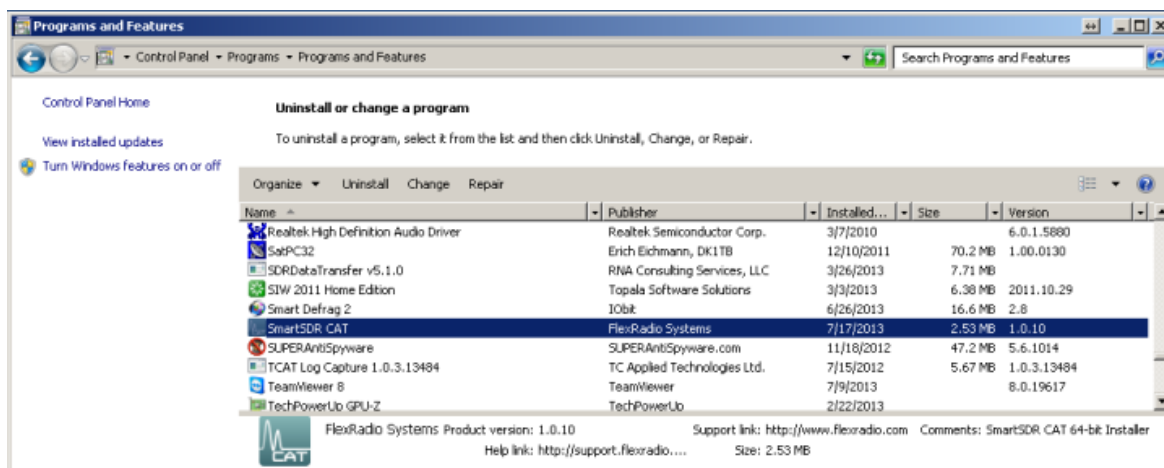 Programs and Features
Control Panel Programs Programs and Features Search Programs and Features
Control Panel Home
Uninstall or change a program
View installed updates
To uninstall a program, select it from the list and then click Uninstall, Change, or Repair.
Turn Windows features on or off
Organize Uninstall Change Repair
Name Publisher Installed... Size Version
Realtek High Definition Audio Driver Realtek Semiconductor Corp. 3/7/2010 6.0.1.5880
SatPC32 Erich Eichmann, DK1TB 12/10/2011 70.2 MB 1.00.0130
SDRDataTransfer v5.1.0 RNA Consulting Services, LLC 3/26/2013 7.71 MB
SIW 2011 Home Edition Topala Software Solutions 3/3/2013 6.38 MB 2011.10.29
Smart Defrag 2 IObit 6/26/2013 16.6 MB 2.8
SmartSDR CAT FlexRadio Systems 7/17/2013 2.53 MB 1.0.10
SUPERAntiSpyware SUPERAntiSpyware.com 11/18/2012 47.2 MB 5.6.1014
TCAT Log Capture 1.0.3.13484 TC Applied Technologies Ltd. 7/15/2012 5.67 MB 1.0.3.13484
TeamViewer 8 TeamViewer 7/9/2013 8.0.19617
TechPowerUp GPU-Z TechPowerUp 2/22/2013
FlexRadio Systems Product version: 1.0.10 Support link: http://www.flexradio.com Comments: SmartSDR CAT 64-bit Installer
CAT Help link: http://support.flexradio.... Size: 2.53 MB